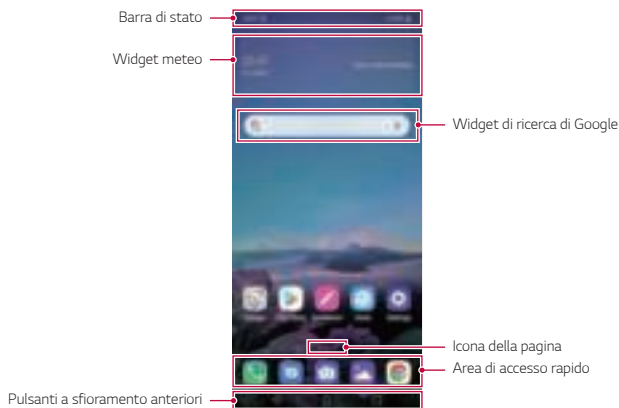 Barra di stato
Widget meteo
Widget di ricerca di Google
Icona della pagina
Area di accesso rapido
Pulsanti a sfioramento anteriori